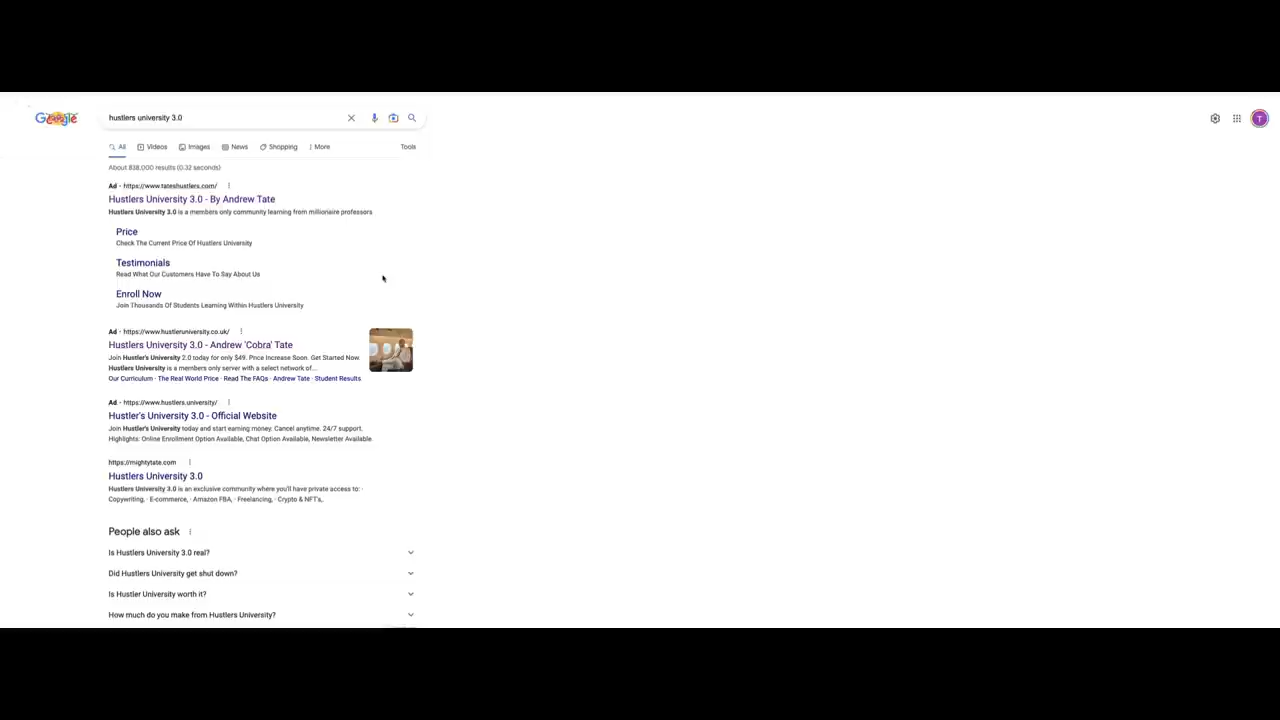 Google
hustlers university 3.0
T
All Videos Images News Shopping More Tools
About 838,000 results (0.32 seconds)
Ad · https://www.tateshustlers.com/
Hustlers University 3.0 - By Andrew Tate
Hustlers University 3.0 is a members only community learning from millionaire professors
Price
Check The Current Price Of Hustlers University
Testimonials
Read What Our Customers Have To Say About Us
Enroll Now
Join Thousands Of Students Learning Within Hustlers University
Ad · https://www.hustleruniversity.co.uk/
Hustlers University 3.0 - Andrew 'Cobra' Tate
Join Hustler's University 2.0 today for only $49. Price Increase Soon. Get Started Now.
Hustlers University is a members only server with a select network of...
Our Curriculum · The Real World Price · Read The FAQs · Andrew Tate · Student Results
Ad · https://www.hustlers.university/
Hustler's University 3.0 - Official Website
Join Hustler's University today and start earning money. Cancel anytime. 24/7 support.
Highlights: Online Enrollment Option Available, Chat Option Available, Newsletter Available.
https://mightytate.com
Hustlers University 3.0
Hustlers University 3.0 is an exclusive community where you'll have private access to: ·
Copywriting. · E-commerce, · Amazon FBA, · Freelancing, · Crypto & NFT's,
People also ask
Is Hustlers University 3.0 real?
Did Hustlers University get shut down?
Is Hustler University worth it?
How much do you make from Hustlers University?